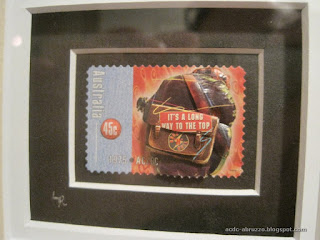 Australia
45c
IT'S A LONG
WAY TO THE TOP
acdc-abruzzo.blogspot.com